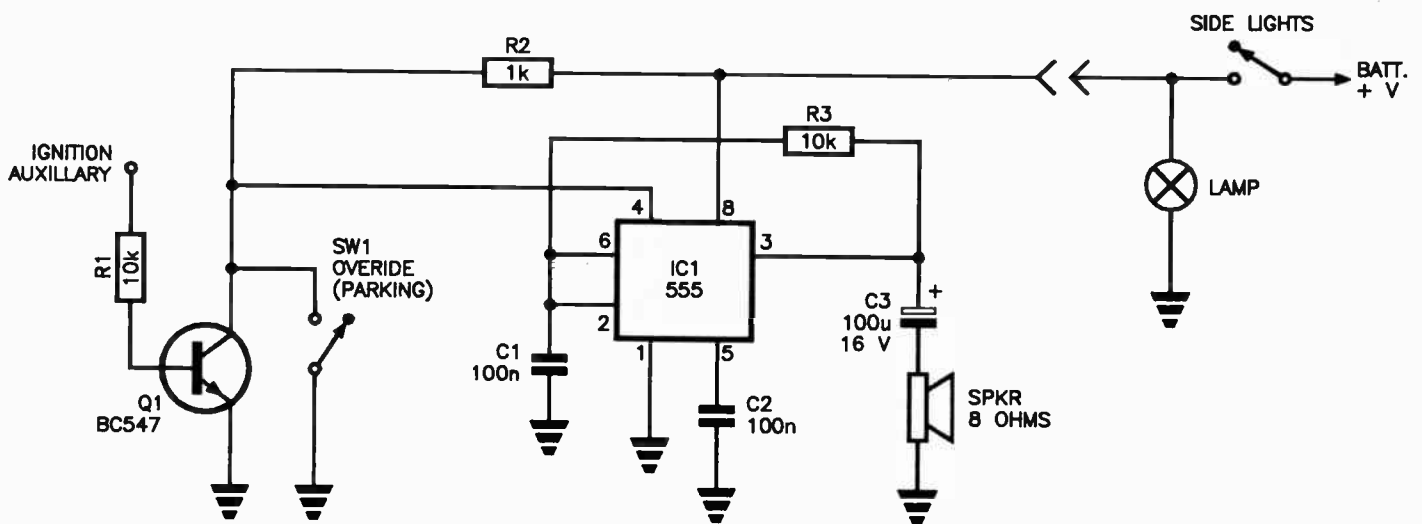 SIDE LIGHTS
BATT.
+ V
R2
1k
R3
10k
IGNITION
AUXILLARY
LAMP
4
8
6
3
R1
10k
SW1
OVERIDE
(PARKING)
IC1
555
2
1
5
+
C3
100u
16 V
C1
100n
C2
100n
SPKR
8 OHMS
Q1
BC547